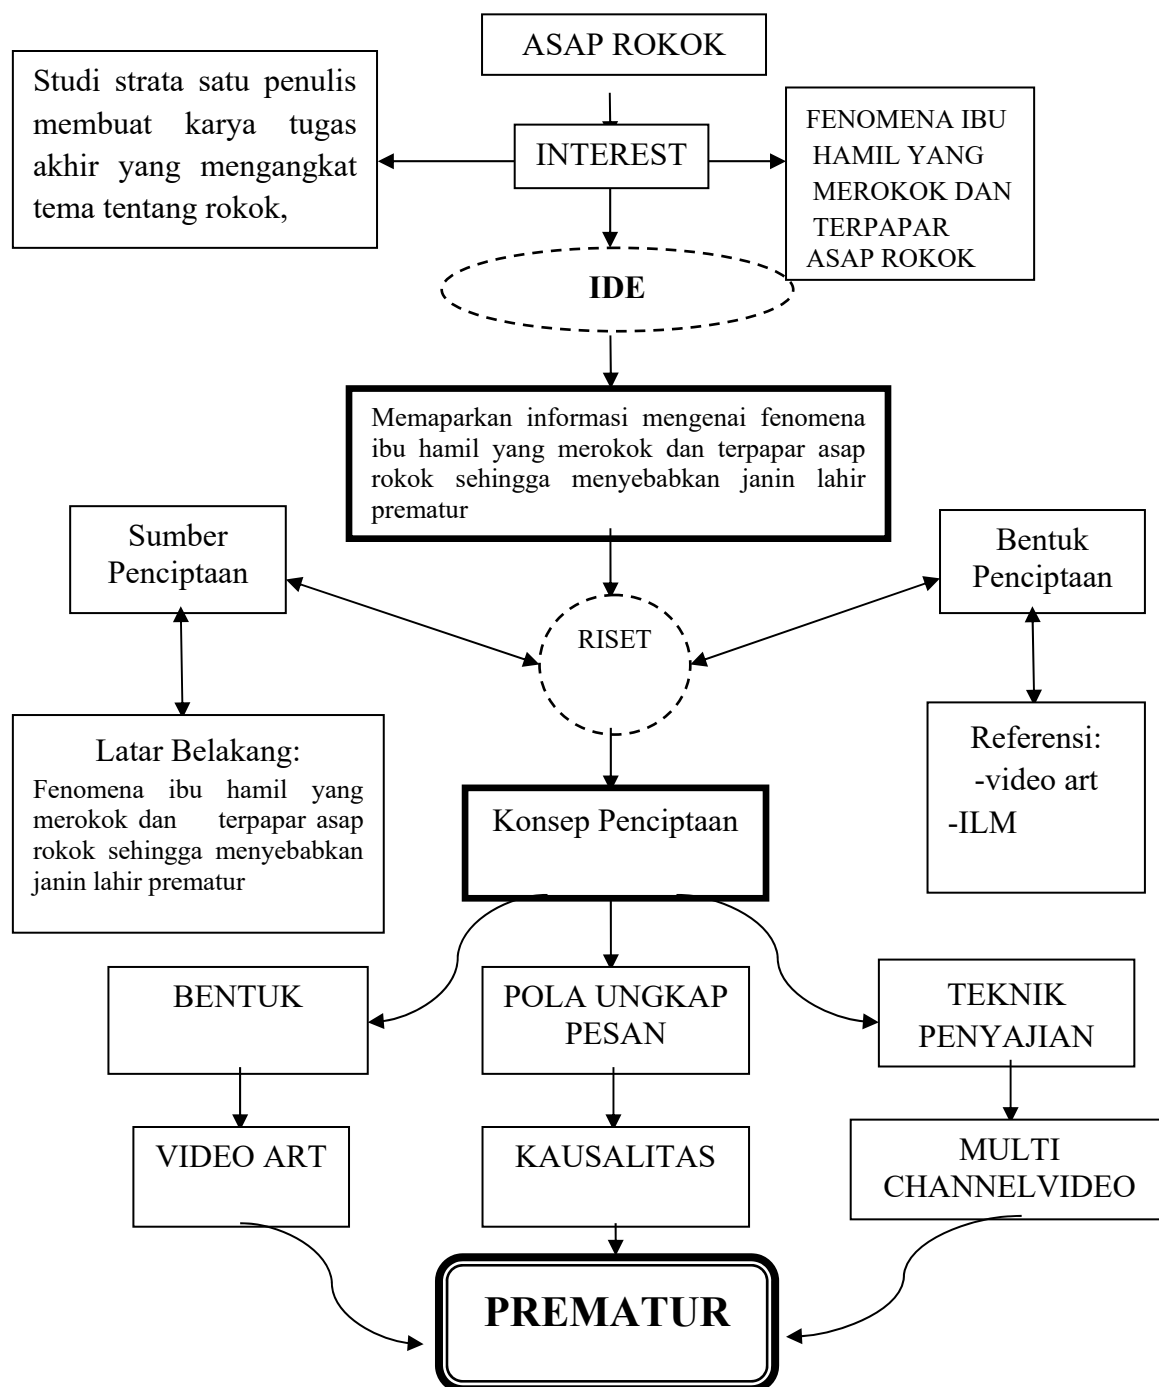 ASAP ROKOK
Studi strata satu penulis
membuat karya tugas
akhir yang mengangkat
tema tentang rokok,
INTEREST
FENOMENA IBU
HAMIL YANG
MEROKOK DAN
TERPAPAR
ASAP ROKOK
IDE
Memaparkan informasi mengenai fenomena
ibu hamil yang merokok dan terpapar asap
rokok sehingga menyebabkan janin lahir
prematur
Sumber
Penciptaan
Bentuk
Penciptaan
RISET
Latar Belakang:
Fenomena ibu hamil yang
merokok dan terpapar asap
rokok sehingga menyebabkan
janin lahir prematur
Referensi:
-video art
-ILM
Konsep Penciptaan
BENTUK
POLA UNGKAP
PESAN
TEKNIK
PENYAJIAN
VIDEO ART
KAUSALITAS
MULTI
CHANNELVIDEO
PREMATUR